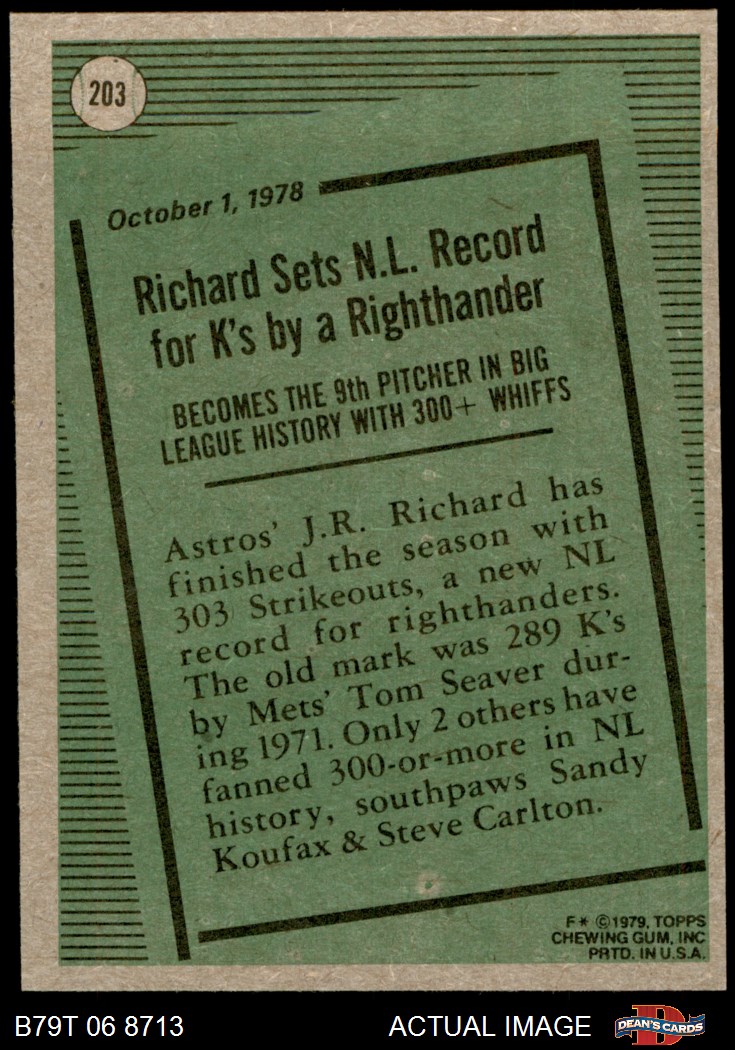 203
October 1, 1978
Richard Sets N.L. Record
for K's by a Righthander
BECOMES THE 9th PITCHER IN BIG
LEAGUE HISTORY WITH 300+ WHIFFS
Astros' J.R. Richard has
finished the season with
303 Strikeouts, a new NL
record for righthanders.
The old mark was 289 K's
by Mets' Tom Seaver dur-
ing 1971. Only 2 others have
fanned 300-or-more in NL
history, southpaws Sandy
Koufax & Steve Carlton.
F* ©1979, TOPPS
CHEWING GUM, INC
PRTD. IN U.S.A.
B79T 06 8713
ACTUAL IMAGE
D
DEAN'S CARDS